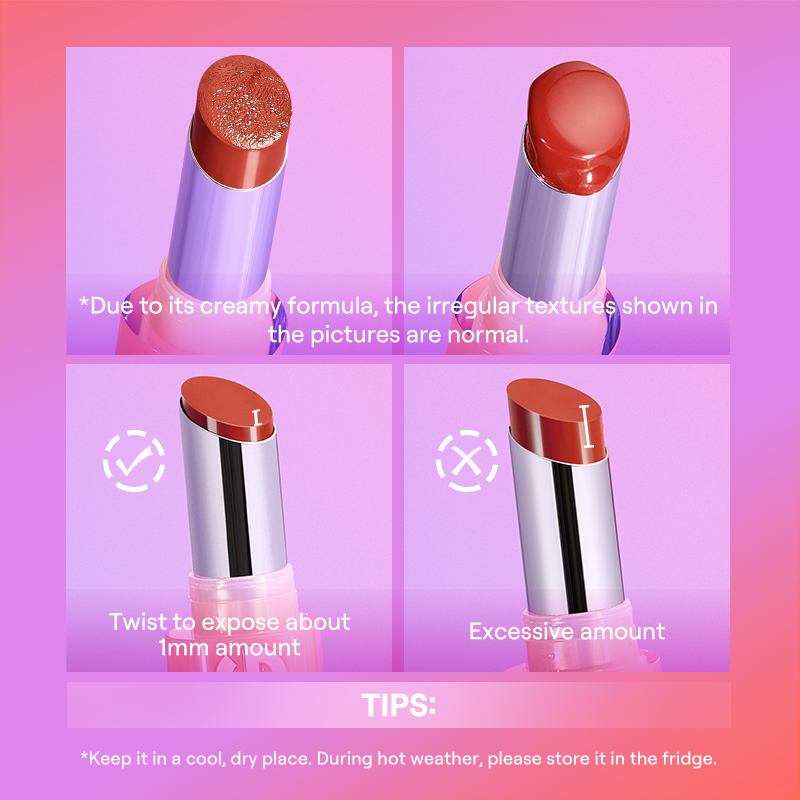 *Due to its creamy formula, the irregular textures shown in
the pictures are normal.
Twist to expose about
1mm amount
Excessive amount
TIPS:
*Keep it in a cool, dry place. During hot weather, please store it in the fridge.